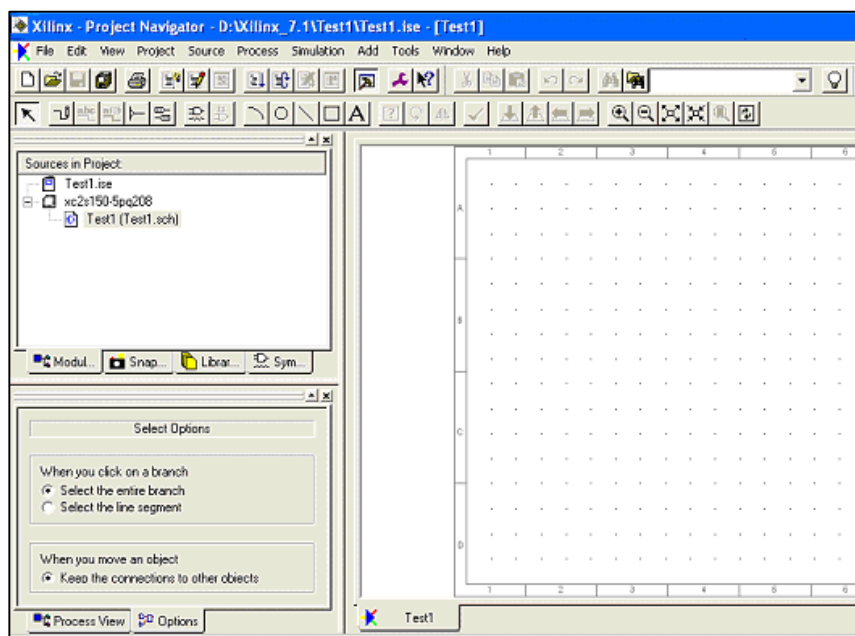 Xilinx - Project Navigator - D:\Xilinx_7.1\Test1\Test1.ise - [Test1]
File Edit View Project Source Process Simulation Add Tools Window Help
abc
A
1 2 3 4 5 6
Sources in Project:
Test1.ise
xc2s150-5pq208
Test1 (Test1.sch)
A
B
C
D
Modul... Snap... Librar... Sym...
Select Options
When you click on a branch
Select the entire branch
Select the line segment
When you move an object
Keep the connections to other objects
1 2 3 4 5 6
Process View Options
Test1